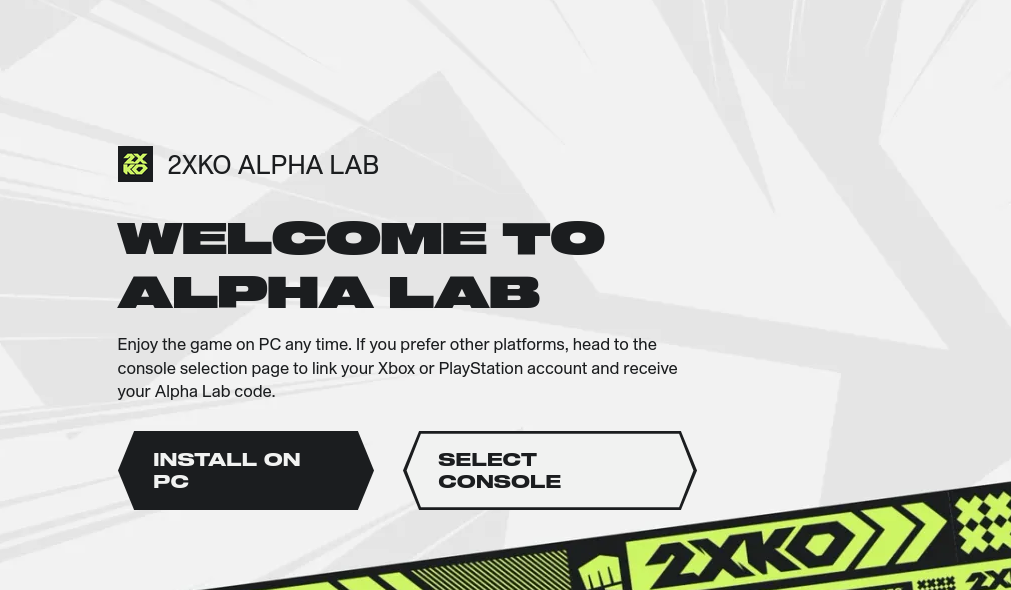 2XKO
2XKO ALPHA LAB
WELCOME TO
ALPHA LAB
Enjoy the game on PC any time. If you prefer other platforms, head to the
console selection page to link your Xbox or PlayStation account and receive
your Alpha Lab code.
INSTALL ON
PC
SELECT
CONSOLE
2XKO